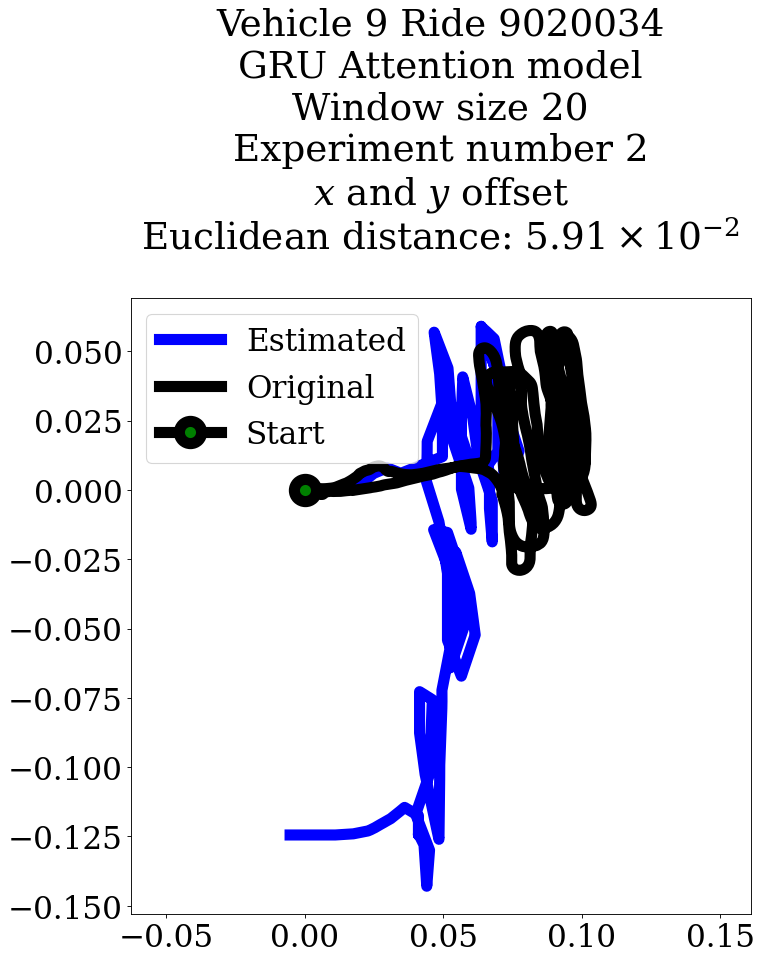 Vehicle 9 Ride 9020034
GRU Attention model
Window size 20
Experiment number 2
x and y offset
Euclidean distance: 5.91 × 10⁻²
Estimated
Original
Start
0.050
0.025
0.000
−0.025
−0.050
−0.075
−0.100
−0.125
−0.150
−0.05 0.00 0.05 0.10 0.15